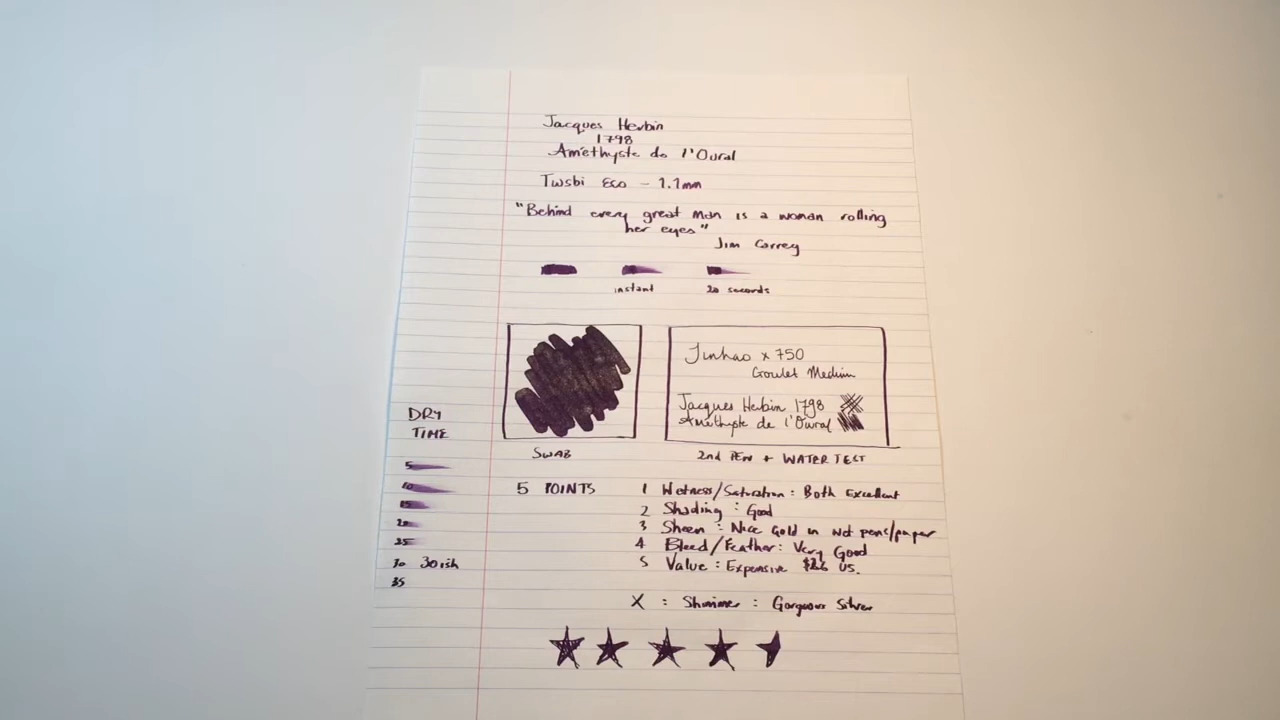 Jacques Herbin
1798
Améthyste de l'Oural
Twsbi Eco - 1.1mm
"Behind every great man is a woman rolling
her eyes"
Jim Carrey
instant
20 seconds
Jinhao x 750
Goulet Medium
Jacques Herbin 1798
Améthyste de l'Oural
SWAB
2nd PEN + WATER TEST
DRY
TIME
5
10
15
20
25
30 30ish
35
5 POINTS
1 Wetness/Saturation : Both Excellent
2 Shading : Good
3 Sheen : Nice Gold in wet pens/paper
4 Bleed/Feather : Very Good
5 Value : Expensive US.
X : Shimmer : Gorgeous Silver